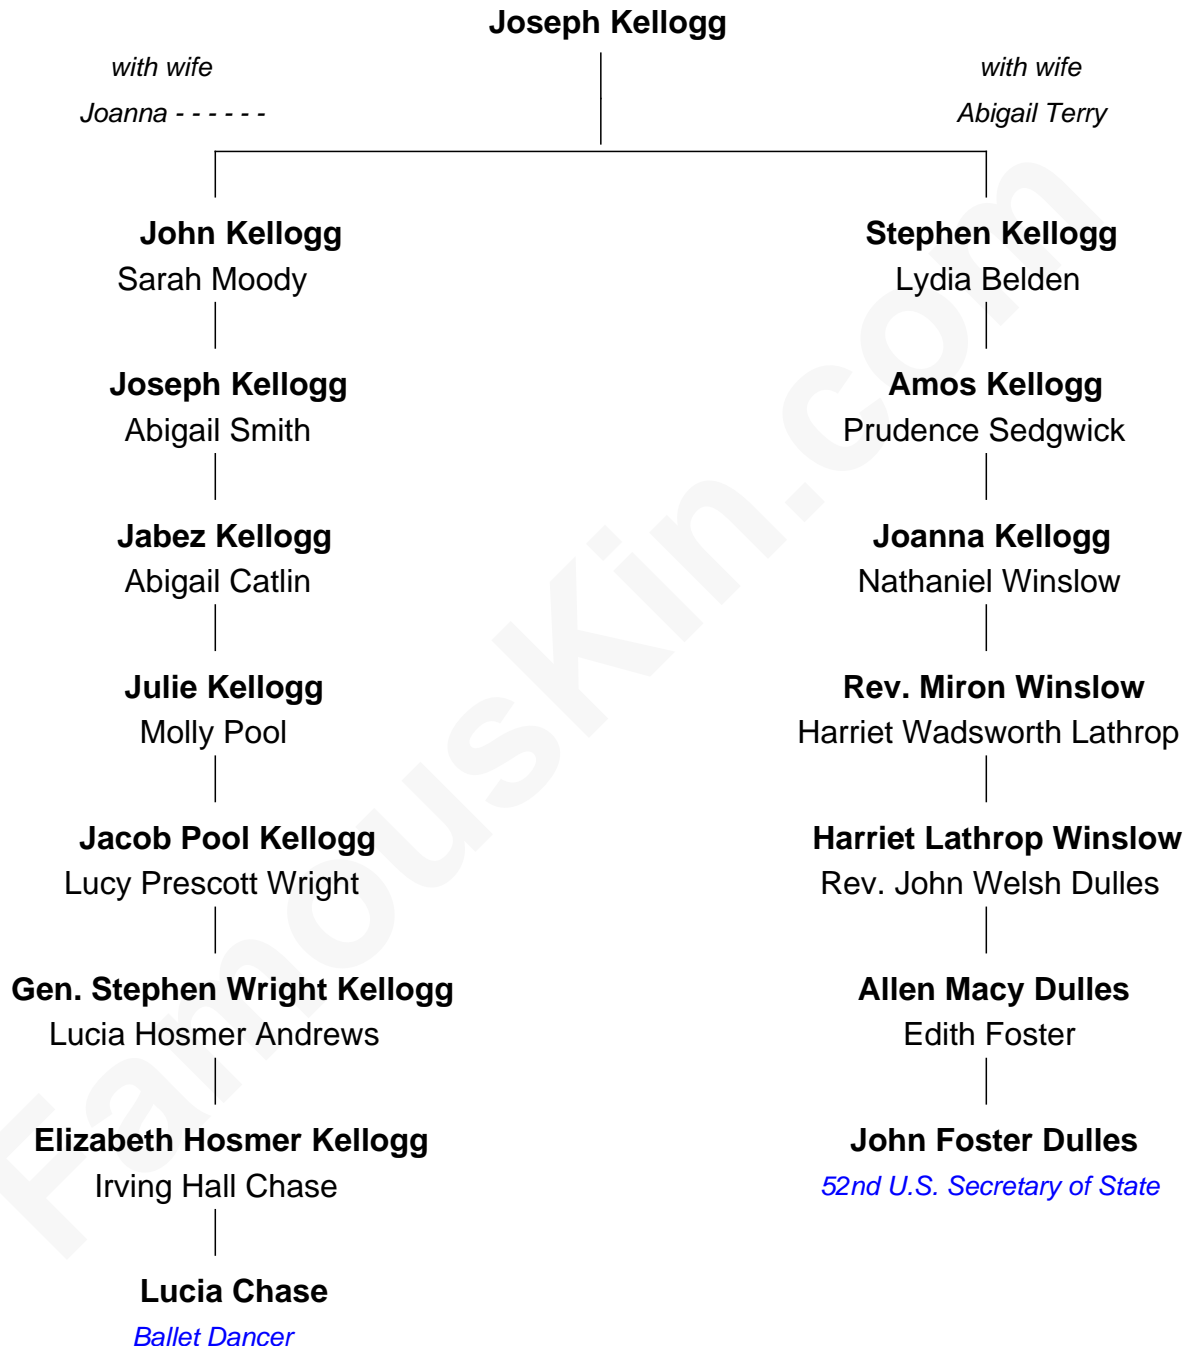 Joseph Kellogg
with wife
Joanna - - - - - -
with wife
Abigail Terry
John Kellogg
Sarah Moody
Stephen Kellogg
Lydia Belden
Joseph Kellogg
Abigail Smith
Amos Kellogg
Prudence Sedgwick
Jabez Kellogg
Abigail Catlin
Joanna Kellogg
Nathaniel Winslow
Julie Kellogg
Molly Pool
Rev. Miron Winslow
Harriet Wadsworth Lathrop
Jacob Pool Kellogg
Lucy Prescott Wright
Harriet Lathrop Winslow
Rev. John Welsh Dulles
Gen. Stephen Wright Kellogg
Lucia Hosmer Andrews
Allen Macy Dulles
Edith Foster
Elizabeth Hosmer Kellogg
Irving Hall Chase
John Foster Dulles
52nd U.S. Secretary of State
Lucia Chase
Ballet Dancer
FamousKin.com